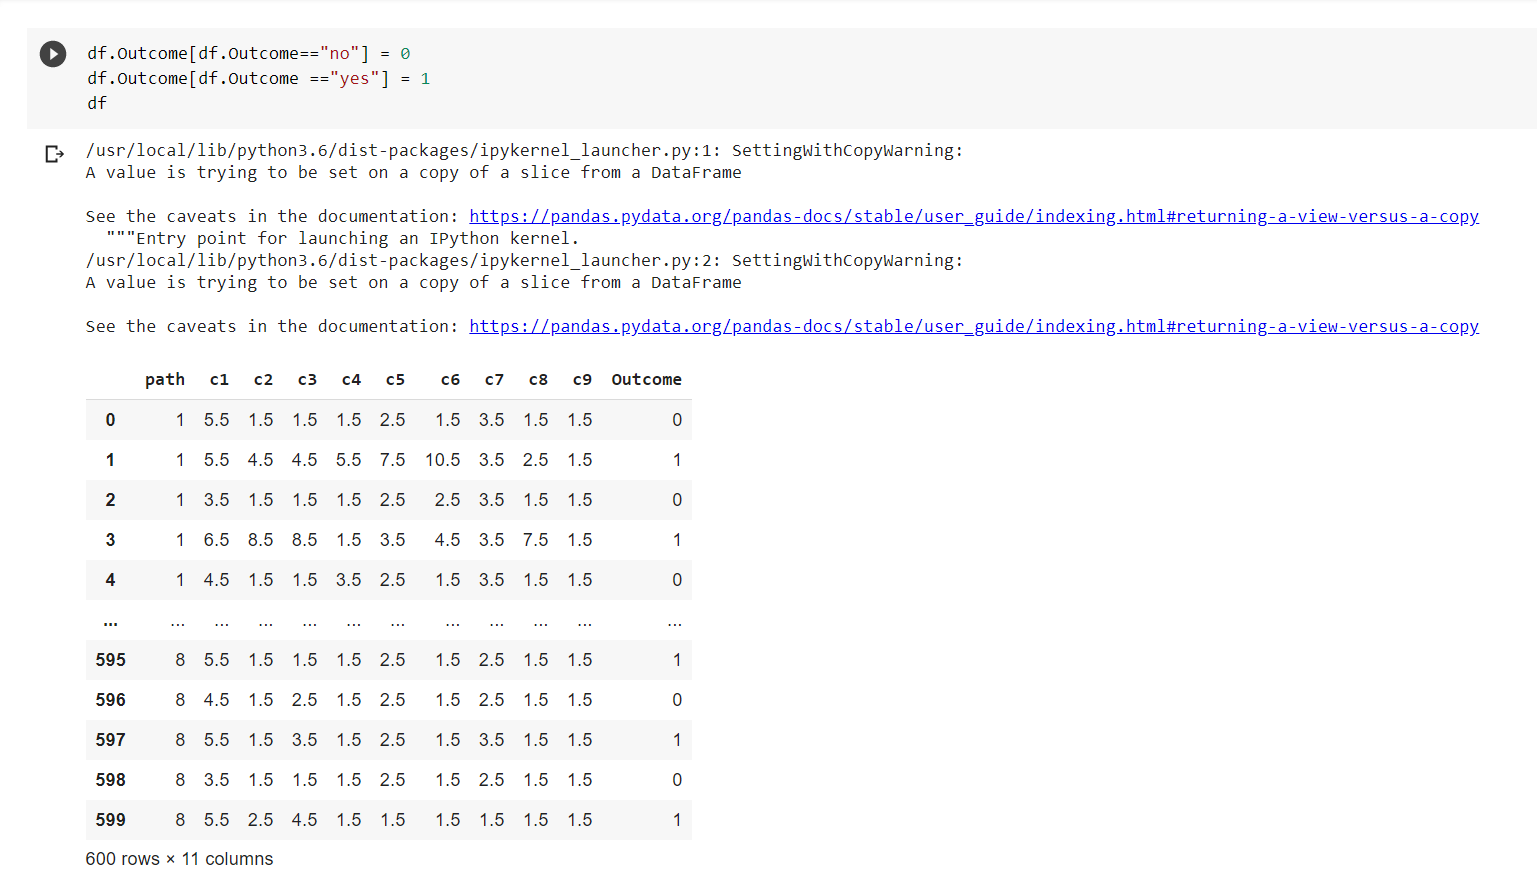 df.Outcome[df.Outcome=="no"] = 0
df.Outcome[df.Outcome =="yes"] = 1
df
/usr/local/lib/python3.6/dist-packages/ipykernel_launcher.py:1: SettingWithCopyWarning:
A value is trying to be set on a copy of a slice from a DataFrame
See the caveats in the documentation: https://pandas.pydata.org/pandas-docs/stable/user_guide/indexing.html#returning-a-view-versus-a-copy
"""Entry point for launching an IPython kernel.
/usr/local/lib/python3.6/dist-packages/ipykernel_launcher.py:2: SettingWithCopyWarning:
A value is trying to be set on a copy of a slice from a DataFrame
See the caveats in the documentation: https://pandas.pydata.org/pandas-docs/stable/user_guide/indexing.html#returning-a-view-versus-a-copy
path c1 c2 c3 c4 c5 c6 c7 c8 c9 Outcome
0 1 5.5 1.5 1.5 1.5 2.5 1.5 3.5 1.5 1.5 0
1 1 5.5 4.5 4.5 5.5 7.5 10.5 3.5 2.5 1.5 1
2 1 3.5 1.5 1.5 1.5 2.5 2.5 3.5 1.5 1.5 0
3 1 6.5 8.5 8.5 1.5 3.5 4.5 3.5 7.5 1.5 1
4 1 4.5 1.5 1.5 3.5 2.5 1.5 3.5 1.5 1.5 0
... ... ... ... ... ... ... ... ... ... ... ...
595 8 5.5 1.5 1.5 1.5 2.5 1.5 2.5 1.5 1.5 1
596 8 4.5 1.5 2.5 1.5 2.5 1.5 2.5 1.5 1.5 0
597 8 5.5 1.5 3.5 1.5 2.5 1.5 3.5 1.5 1.5 1
598 8 3.5 1.5 1.5 1.5 2.5 1.5 2.5 1.5 1.5 0
599 8 5.5 2.5 4.5 1.5 1.5 1.5 1.5 1.5 1.5 1
600 rows × 11 columns